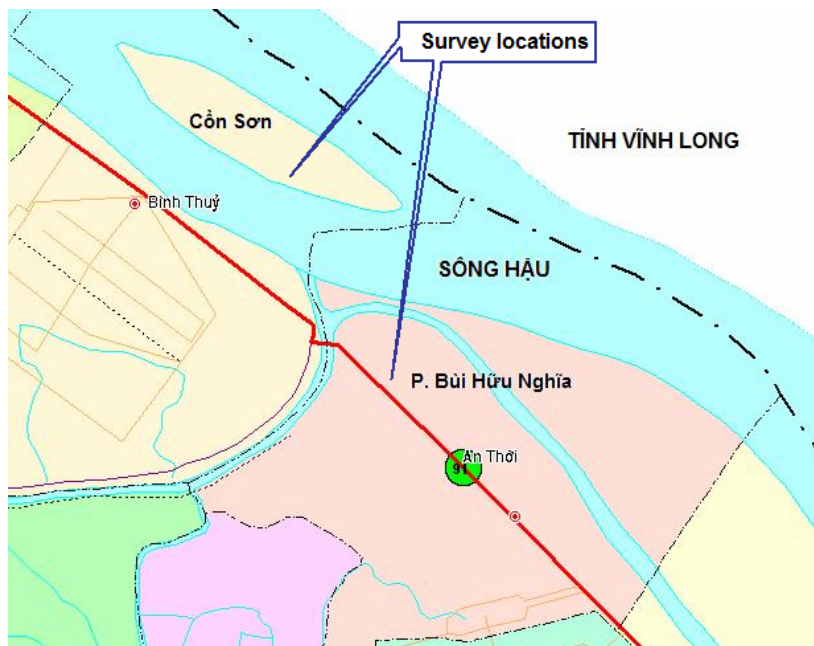 Survey locations
Cồn Sơn
TỈNH VĨNH LONG
Bình Thuỷ
SÔNG HẬU
P. Bùi Hữu Nghĩa
An Thới
91